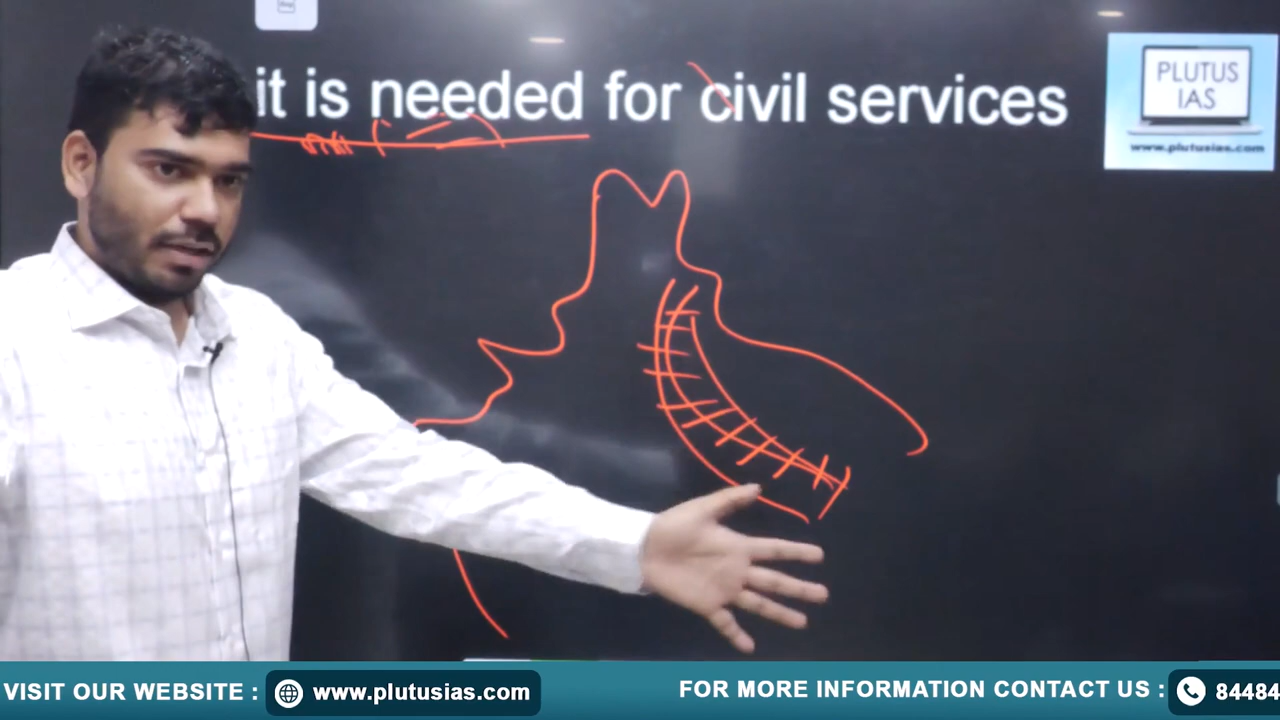 it is needed for civil services
PLUTUS
IAS
www.plutusias.com
VISIT OUR WEBSITE :
www.plutusias.com
FOR MORE INFORMATION CONTACT US :
84484